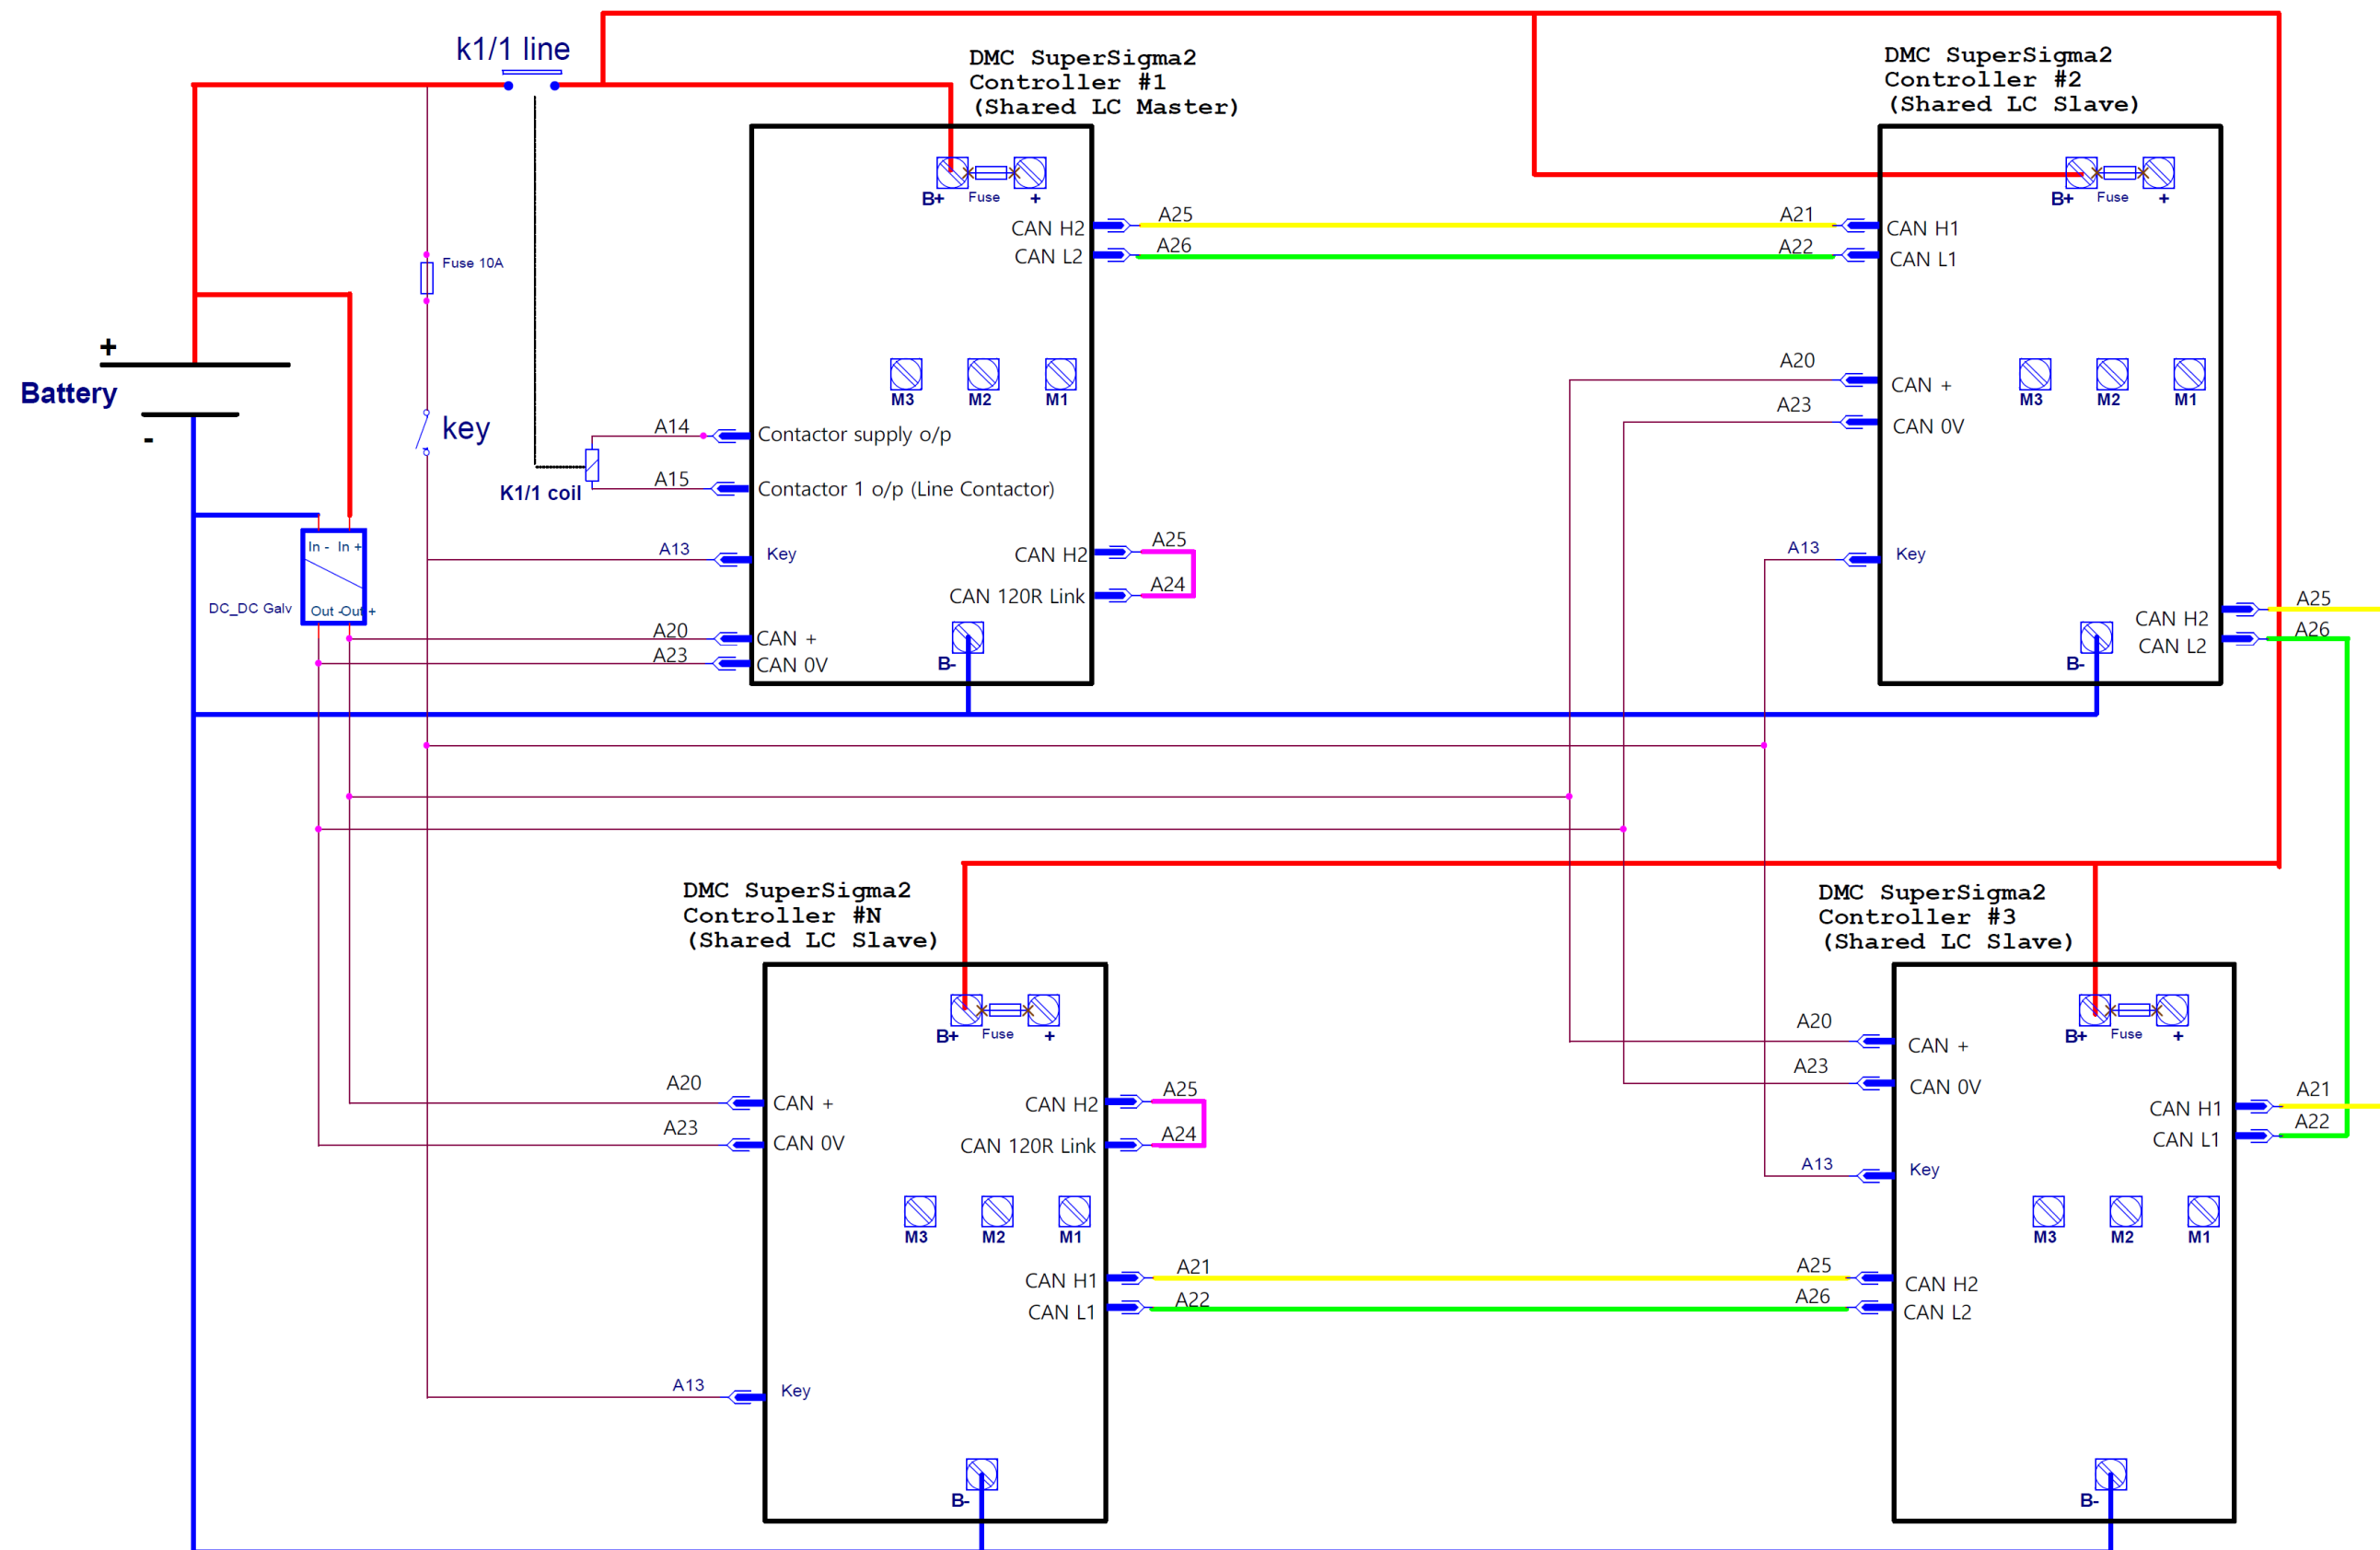 k1/1 line
DMC SuperSigma2
Controller #1
(Shared LC Master)
DMC SuperSigma2
Controller #2
(Shared LC Slave)
B+ Fuse +
B+ Fuse +
CAN H2 A25
A21 CAN H1
CAN L2 A26
A22 CAN L1
Fuse 10A
+
Battery
-
key
M3 M2 M1
A20 CAN +
M3 M2 M1
A23 CAN 0V
A14 Contactor supply o/p
K1/1 coil
A15 Contactor 1 o/p (Line Contactor)
In - In +
DC_DC Galv
Out - Out +
A13 Key
CAN H2 A25
CAN 120R Link A24
A13 Key
A20 CAN +
A23 CAN 0V
B-
CAN H2 A25
CAN L2 A26
B-
DMC SuperSigma2
Controller #N
(Shared LC Slave)
DMC SuperSigma2
Controller #3
(Shared LC Slave)
B+ Fuse +
A20 CAN +
B+ Fuse +
A23 CAN 0V
A20 CAN +
CAN H2 A25
A23 CAN 0V
CAN 120R Link A24
CAN H1 A21
CAN L1 A22
A13 Key
M3 M2 M1
M3 M2 M1
CAN H1 A21
A25 CAN H2
CAN L1 A22
A26 CAN L2
A13 Key
B-
B-